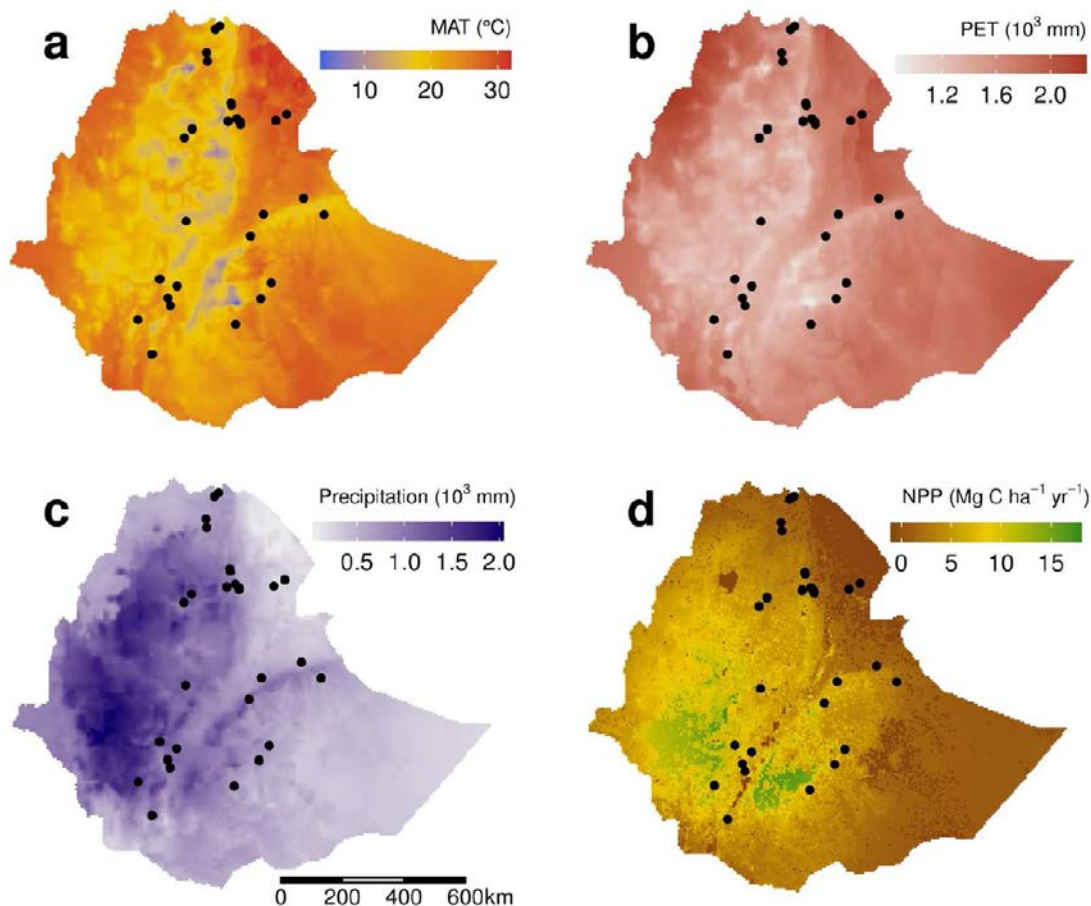 a
MAT (°C)
10 20 30
b
PET (10³ mm)
1.2 1.6 2.0
c
Precipitation (10³ mm)
0.5 1.0 1.5 2.0
d
NPP (Mg C ha⁻¹ yr⁻¹)
0 5 10 15
0 200 400 600km